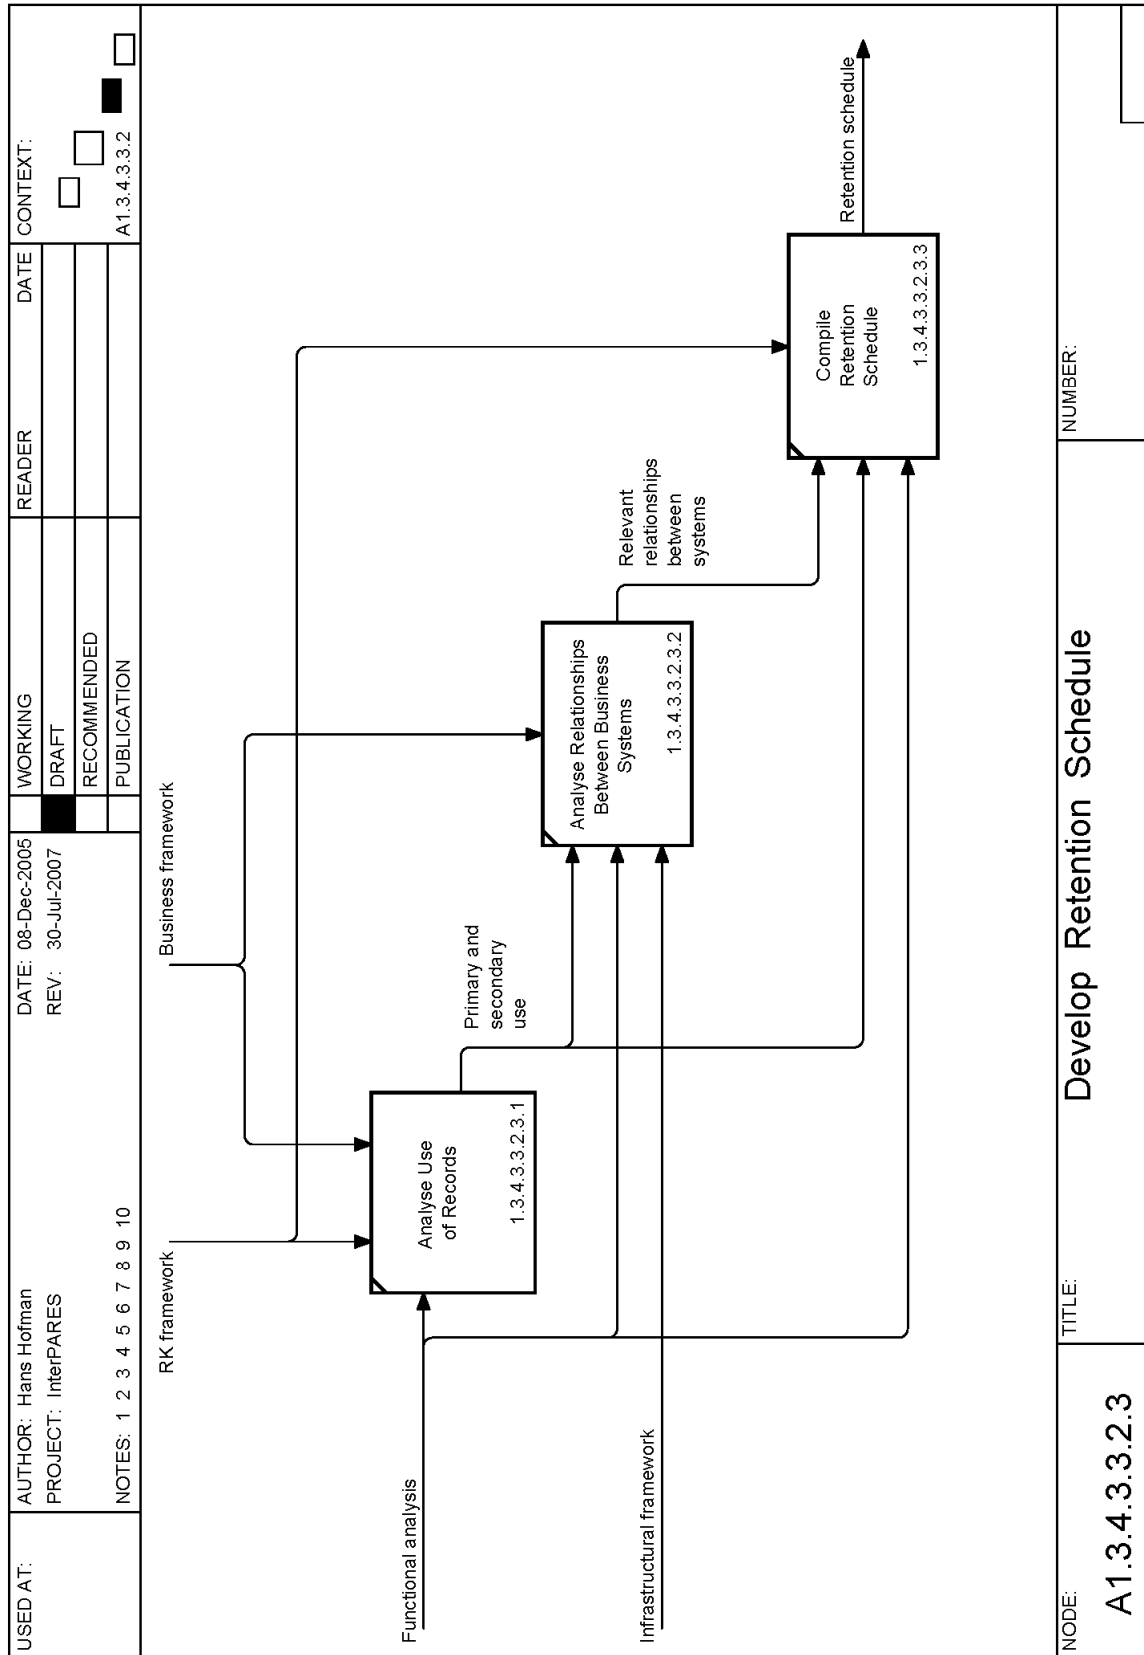 USED AT:
AUTHOR: Hans Hofman
PROJECT: InterPARES
NOTES: 1 2 3 4 5 6 7 8 9 10
DATE: 08-Dec-2005
REV: 30-Jul-2007
WORKING
DRAFT
RECOMMENDED
PUBLICATION
READER
DATE
CONTEXT:
A1.3.4.3.3.2
RK framework
Business framework
Functional analysis
Infrastructural framework
Analyse Use
of Records
1.3.4.3.3.2.3.1
Primary and
secondary
use
Analyse Relationships
Between Business
Systems
1.3.4.3.3.2.3.2
Relevant
relationships
between
systems
Compile
Retention
Schedule
1.3.4.3.3.2.3.3
Retention schedule
NODE:
A1.3.4.3.3.2.3
TITLE:
Develop Retention Schedule
NUMBER: